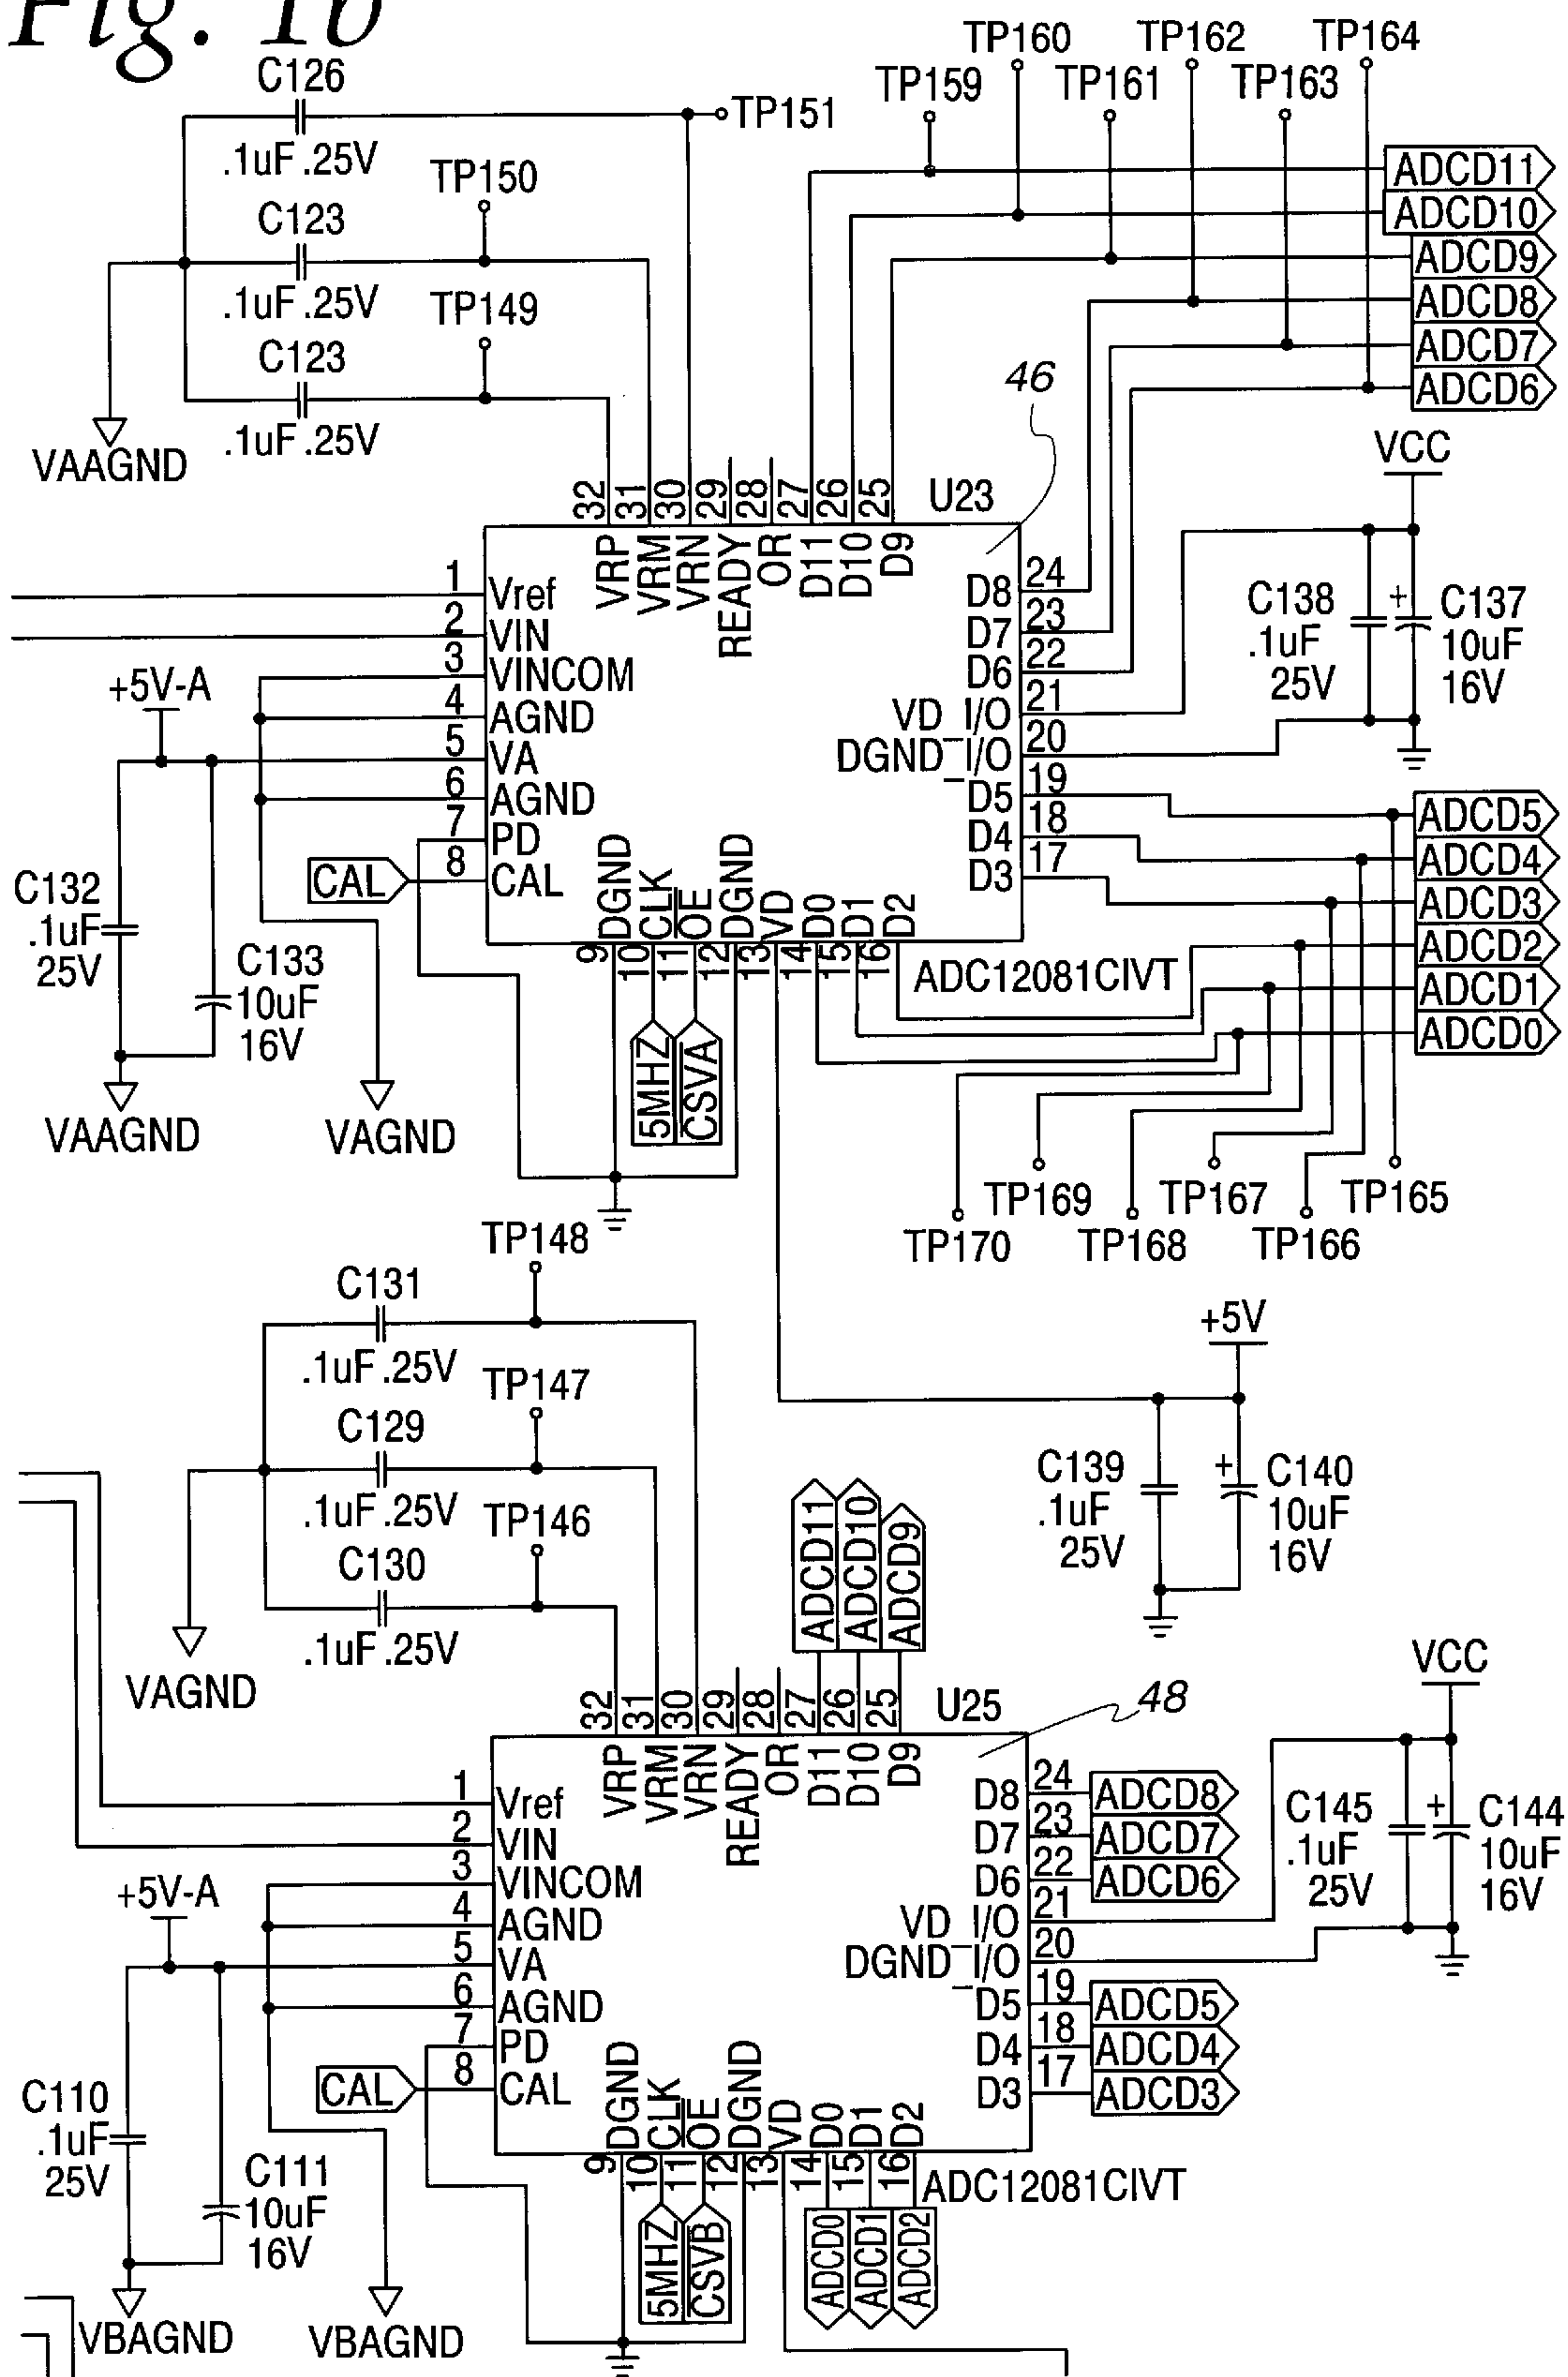 Fig. 1b
C126
.1uF .25V
TP151
TP150
C123
.1uF .25V
TP149
C123
.1uF .25V
VAAGND
TP159
TP160
TP161
TP162
TP163
TP164
ADCD11
ADCD10
ADCD9
ADCD8
ADCD7
ADCD6
46
VCC
U23
32
31
30
29
28
27
26
25
VRP
VRM
VRN
READY
OR
D11
D10
D9
1 Vref
2 VIN
3 VINCOM
4 AGND
5 VA
6 AGND
7 PD
8 CAL
CAL
D8 24
D7 23
D6 22
VD_I/O 21
DGND_I/O 20
D5 19
D4 18
D3 17
C138
.1uF
25V
+
C137
10uF
16V
+5V-A
C132
.1uF
25V
C133
10uF
16V
VAAGND
VAGND
DGND
CLK
OE
DGND
VD
D0
D1
D2
9
10
11
12
13
14
15
16
ADC12081CIVT
5MHZ
CSVA
ADCD5
ADCD4
ADCD3
ADCD2
ADCD1
ADCD0
TP170
TP169
TP168
TP167
TP166
TP165
TP148
C131
.1uF .25V
TP147
C129
.1uF .25V
TP146
C130
.1uF .25V
VAGND
+5V
C139
.1uF
25V
+
C140
10uF
16V
ADCD11
ADCD10
ADCD9
U25
48
VCC
32
31
30
29
28
27
26
25
VRP
VRM
VRN
READY
OR
D11
D10
D9
1 Vref
2 VIN
3 VINCOM
4 AGND
5 VA
6 AGND
7 PD
8 CAL
CAL
D8 24 ADCD8
D7 23 ADCD7
D6 22 ADCD6
VD_I/O 21
DGND_I/O 20
D5 19 ADCD5
D4 18 ADCD4
D3 17 ADCD3
C145
.1uF
25V
+
C144
10uF
16V
+5V-A
C110
.1uF
25V
C111
10uF
16V
VBAGND
VBAGND
DGND
CLK
OE
DGND
VD
D0
D1
D2
9
10
11
12
13
14
15
16
ADC12081CIVT
5MHZ
CSVB
ADCD0
ADCD1
ADCD2